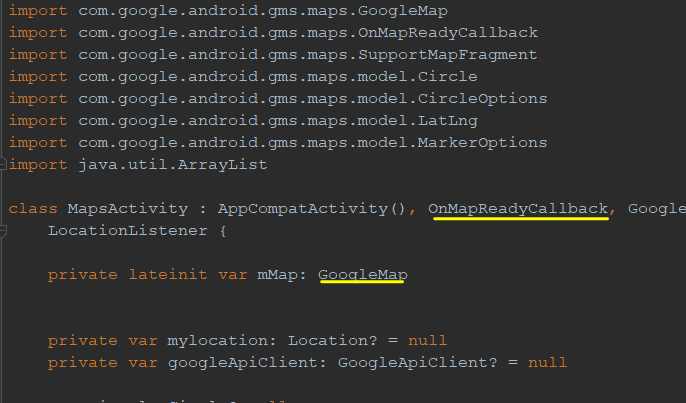 import com.google.android.gms.maps.GoogleMap
import com.google.android.gms.maps.OnMapReadyCallback
import com.google.android.gms.maps.SupportMapFragment
import com.google.android.gms.maps.model.Circle
import com.google.android.gms.maps.model.CircleOptions
import com.google.android.gms.maps.model.LatLng
import com.google.android.gms.maps.model.MarkerOptions
import java.util.ArrayList
class MapsActivity : AppCompatActivity(), OnMapReadyCallback, Google
LocationListener {
private lateinit var mMap: GoogleMap
private var mylocation: Location? = null
private var googleApiClient: GoogleApiClient? = null